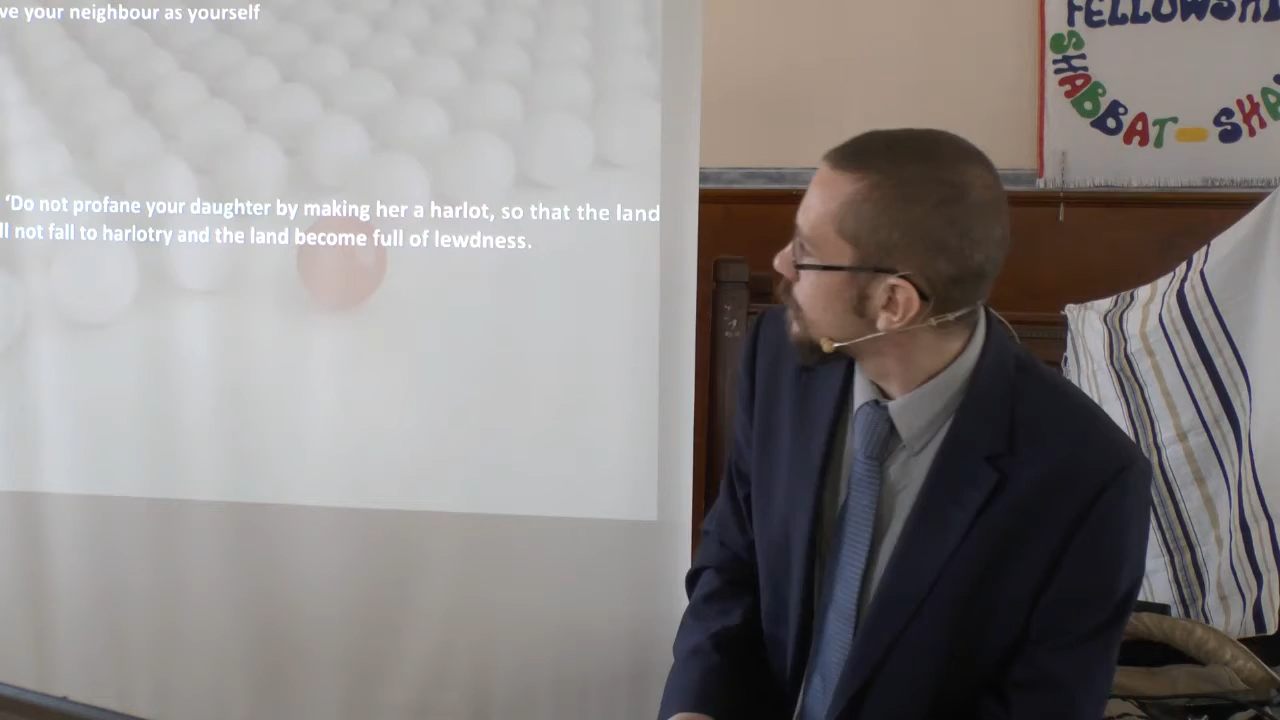 ve your neighbour as yourself
‘Do not profane your daughter by making her a harlot, so that the land
ll not fall to harlotry and the land become full of lewdness.
FELLOWSHI
SHABBAT-SHA